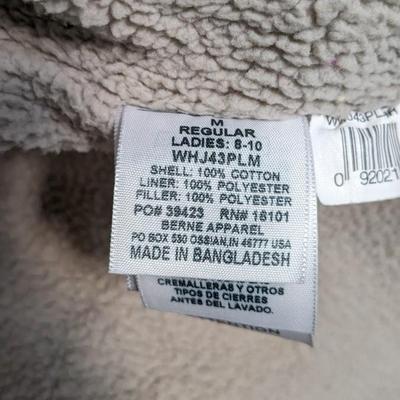 M
REGULAR
LADIES: 8-10
WHJ43PLM
SHELL: 100% COTTON
LINER: 100% POLYESTER
FILLER: 100% POLYESTER
PO# 39423 RN# 16101
BERNE APPAREL
PO BOX 530 OSSIAN, IN 46777 USA
MADE IN BANGLADESH
CREMALLERAS Y OTROS
TIPOS DE CIERRES
ANTES DEL LAVADO.
WHJ43PLM
0 92021